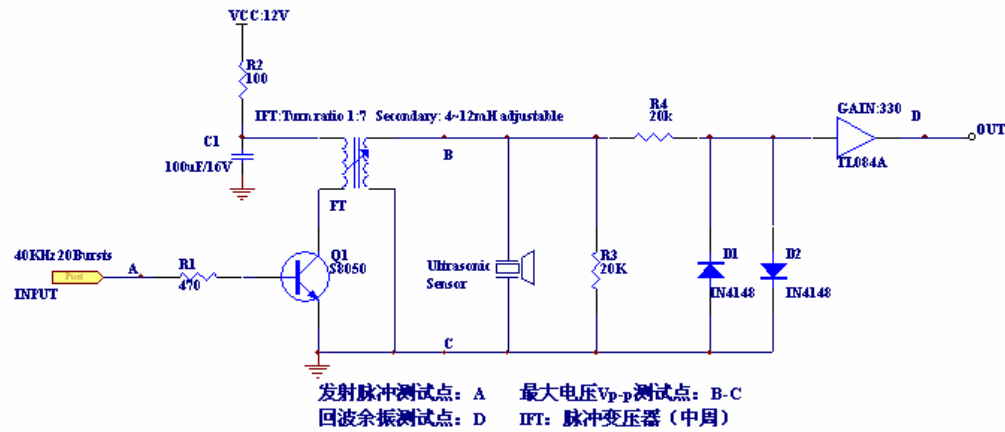 VCC:12V
R2
100
IFT:Turn ratio 1:7 Secondary: 4~12mH adjustable
R4
20k
GAIN:330
D
OUT
TL084A
C1
100uF/16V
B
FT
40KHz 20Bursts
Port
INPUT
A
R1
470
Q1
S8050
Ultrasonic
Sensor
R3
20K
D1
IN4148
D2
IN4148
C
发射脉冲测试点：A 最大电压Vp-p测试点：B-C
回波余振测试点：D IFT：脉冲变压器（中周）